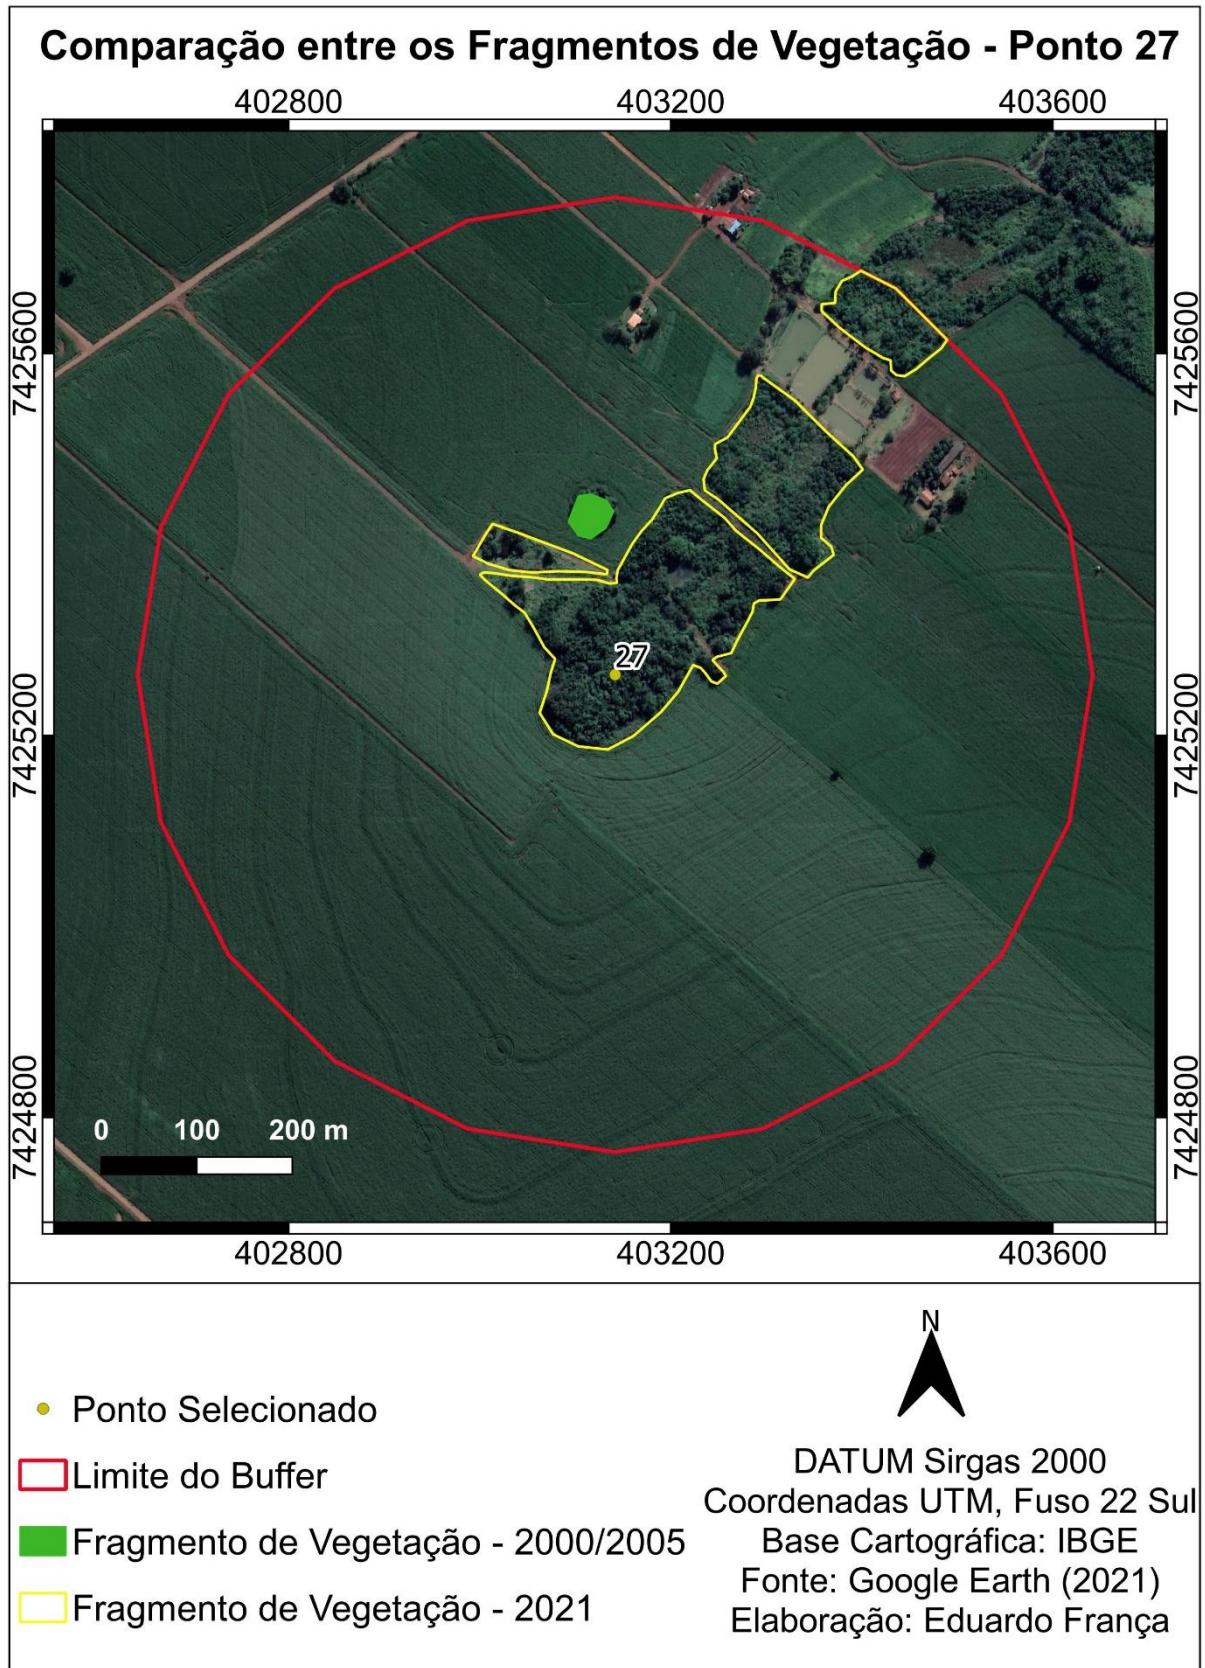 Comparação entre os Fragmentos de Vegetação - Ponto 27
402800 403200 403600
7425600 7425600
27
7425200 7425200
7424800 7424800
0 100 200 m
402800 403200 403600
N
Ponto Selecionado
Limite do Buffer
Fragmento de Vegetação - 2000/2005
Fragmento de Vegetação - 2021
DATUM Sirgas 2000
Coordenadas UTM, Fuso 22 Sul
Base Cartográfica: IBGE
Fonte: Google Earth (2021)
Elaboração: Eduardo França